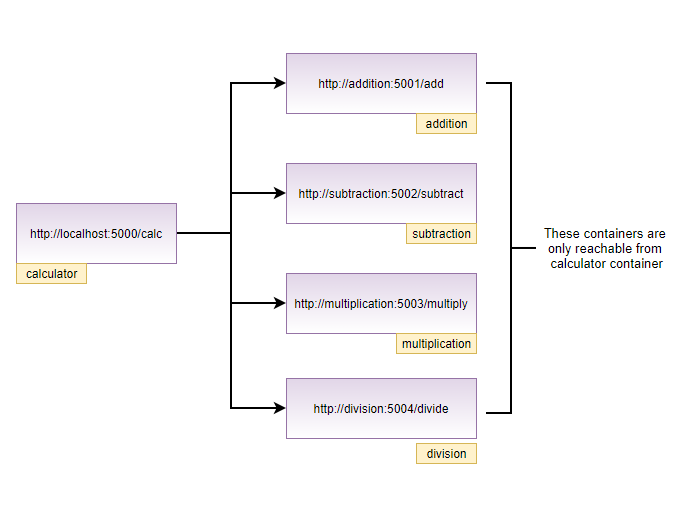 http://addition:5001/add
addition
http://subtraction:5002/subtract
subtraction
http://localhost:5000/calc
calculator
These containers are
only reachable from
calculator container
http://multiplication:5003/multiply
multiplication
http://division:5004/divide
division